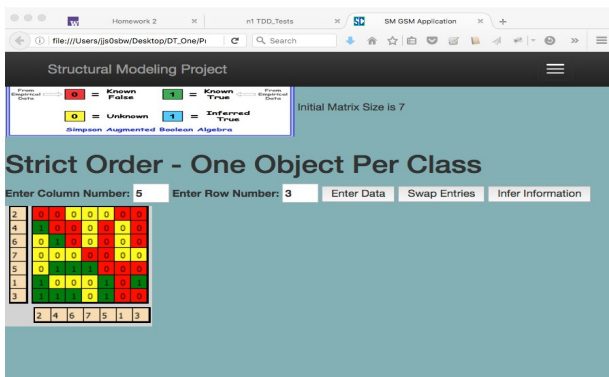 Homework 2 ×
n1 TDD_Tests ×
SM GSM Application × +
file:///Users/jjs0sbw/Desktop/DT_One/Pr
Search
Structural Modeling Project
From Empirical Data
0 = Known False
1 = Known True
From Empirical Data
0 = Unknown
1 = Inferred True
Simpson Augmented Boolean Algebra
Initial Matrix Size is 7
Strict Order - One Object Per Class
Enter Column Number: 5 Enter Row Number: 3 Enter Data Swap Entries Infer Information
2 0 0 0 0 0 0 0
4 1 0 0 0 0 0 0
6 0 1 0 0 0 0 0
7 0 0 0 0 0 0 0
5 0 1 1 1 0 0 0
1 1 0 0 0 1 0 1
3 1 1 1 0 1 0 0
2 4 6 7 5 1 3